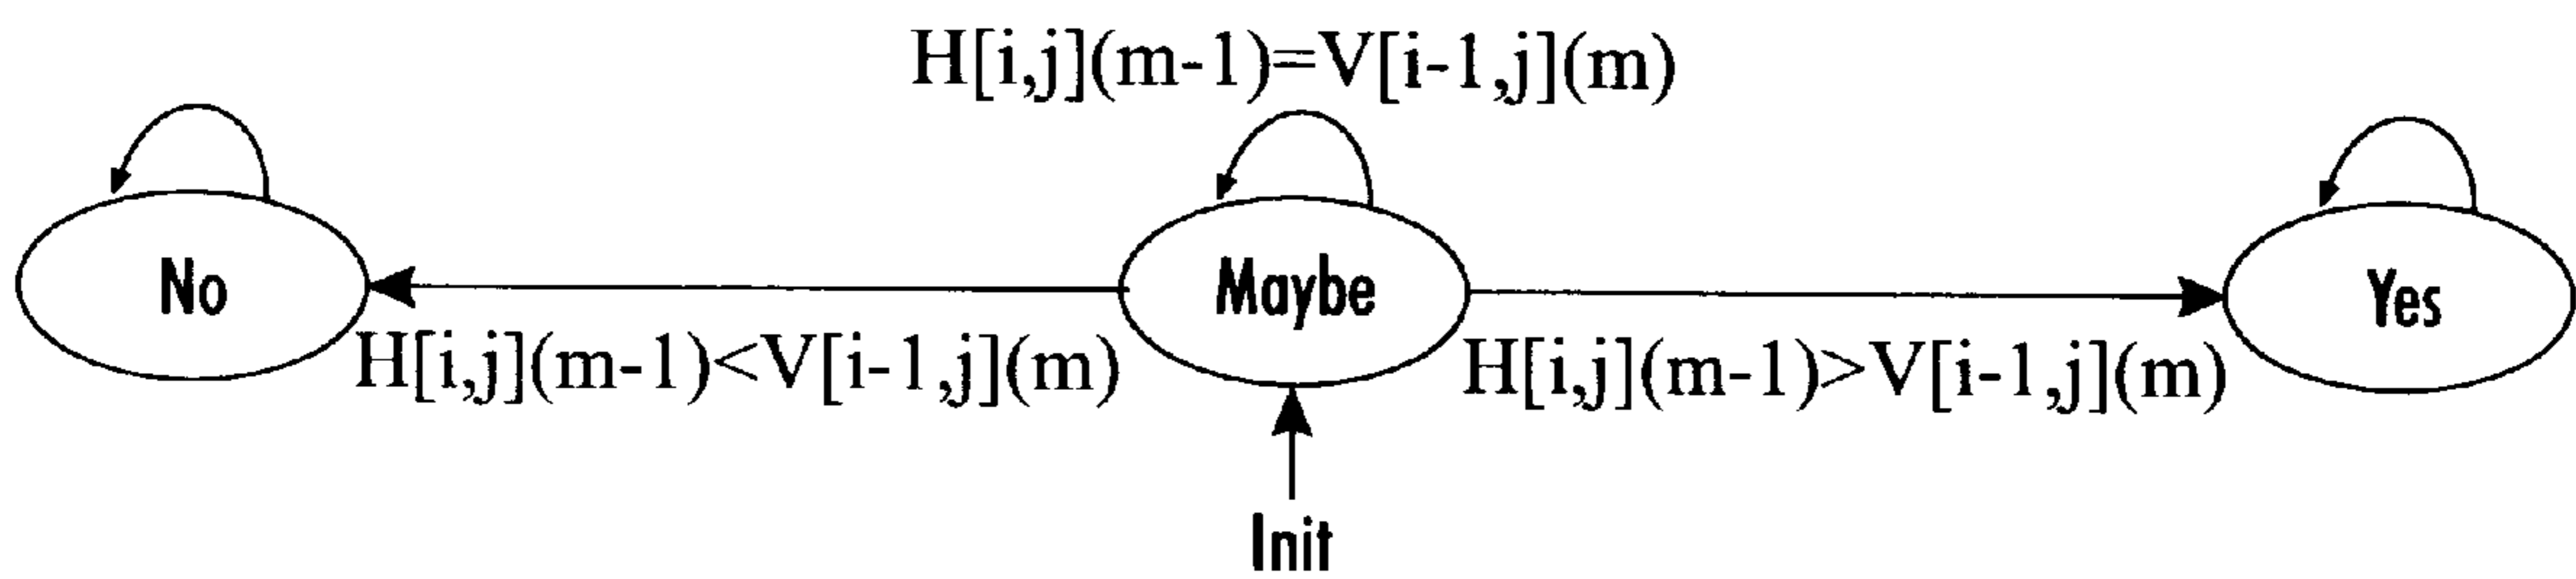 H[i,j](m-1)=V[i-1,j](m)
No
Maybe
Yes
H[i,j](m-1)<V[i-1,j](m)
H[i,j](m-1)>V[i-1,j](m)
Init